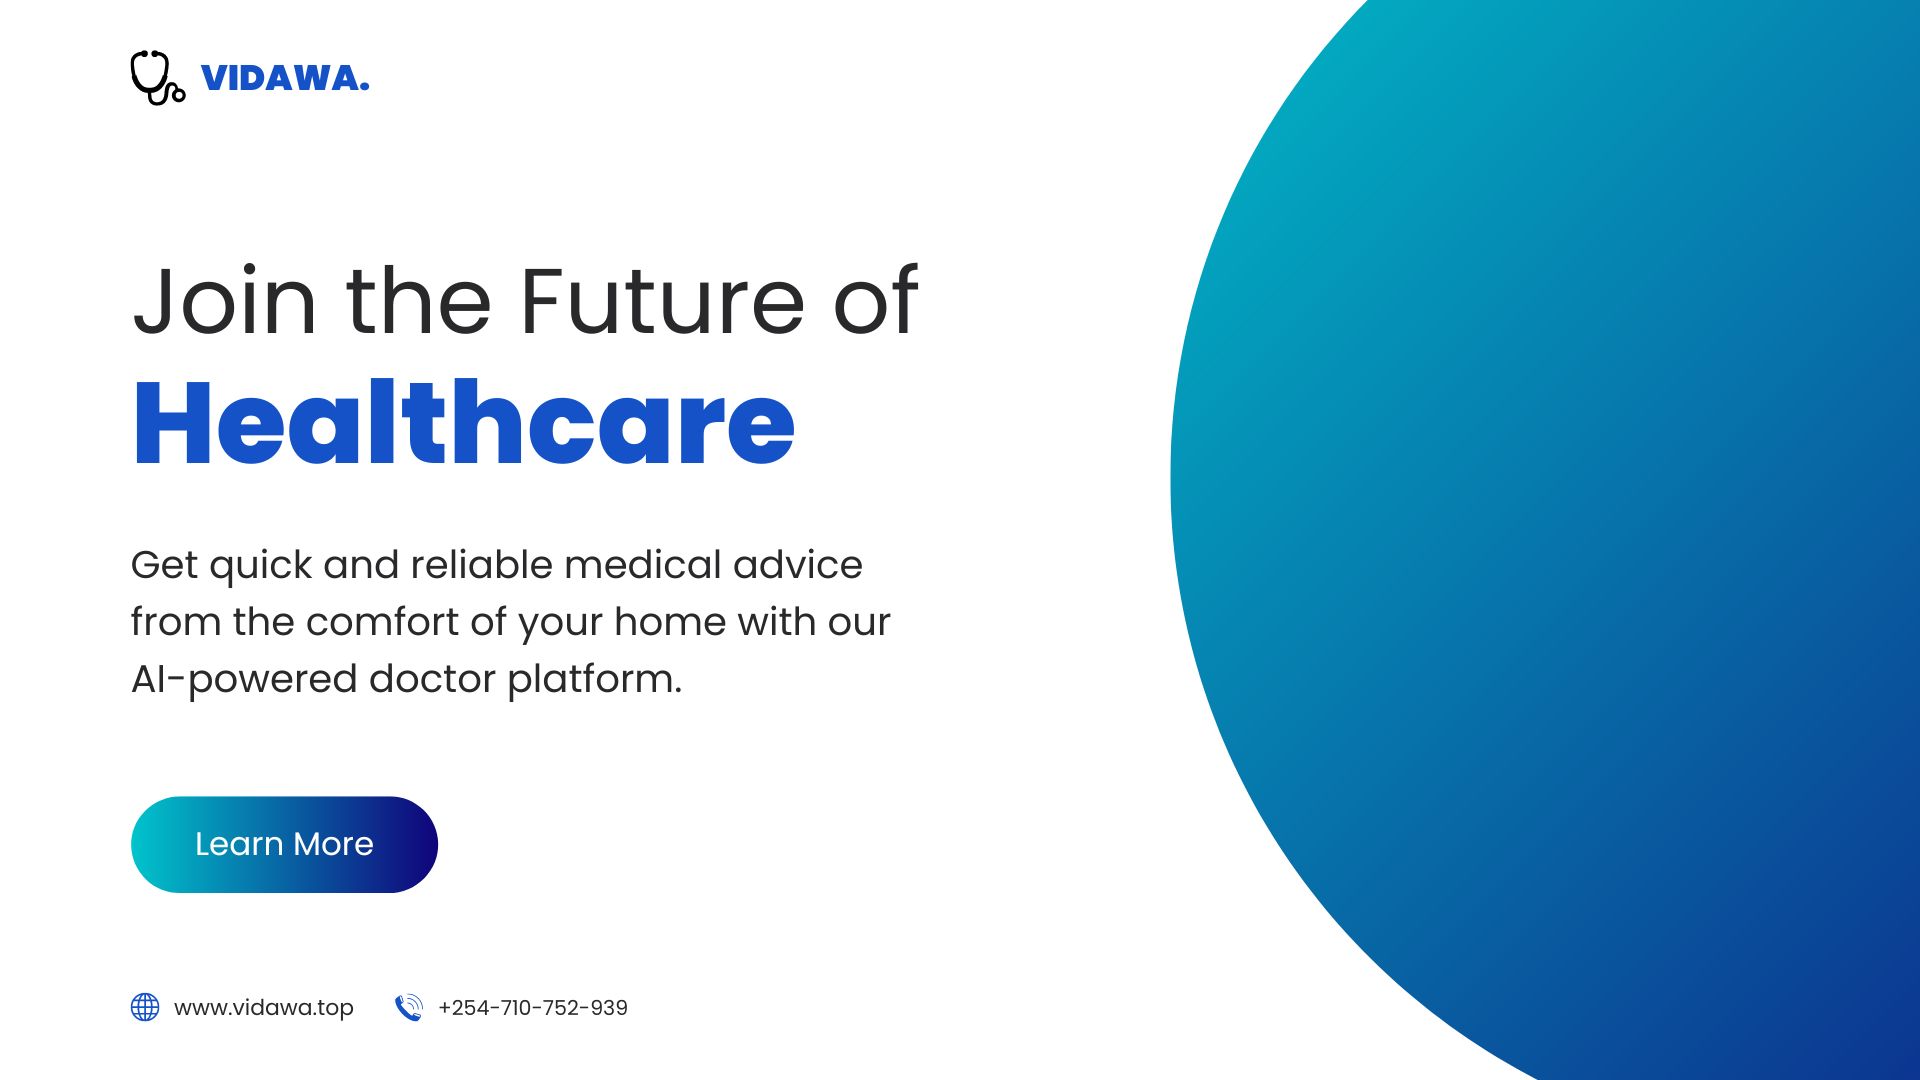 VIDAWA.
Join the Future of
Healthcare
Get quick and reliable medical advice
from the comfort of your home with our
AI-powered doctor platform.
Learn More
www.vidawa.top
+254-710-752-939